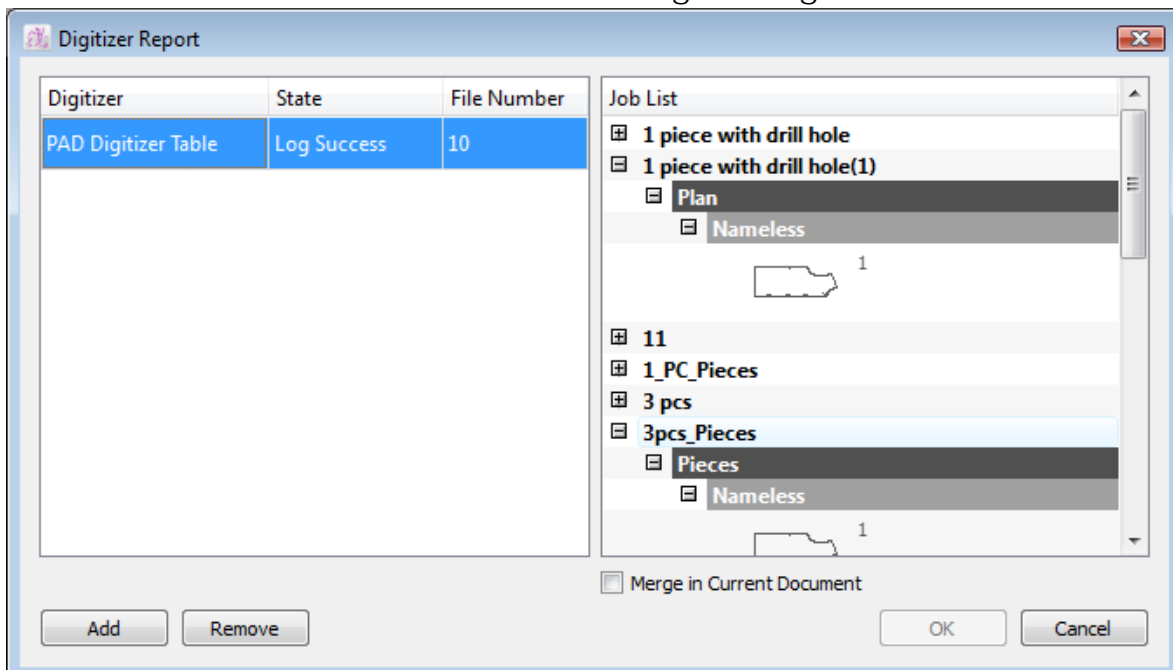 Digitizer Report
Digitizer State File Number
PAD Digitizer Table Log Success 10
Job List
1 piece with drill hole
1 piece with drill hole(1)
Plan
Nameless
1
11
1_PC_Pieces
3 pcs
3pcs_Pieces
Pieces
Nameless
1
Merge in Current Document
Add Remove OK Cancel